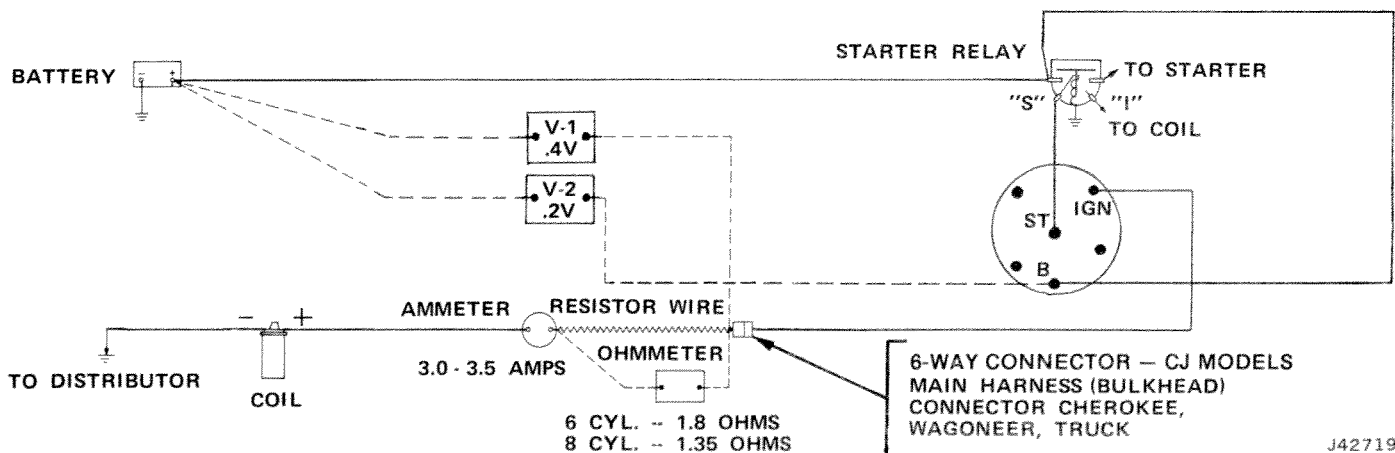 BATTERY
- +
STARTER RELAY
TO STARTER
"S"
"I"
TO COIL
V-1
.4V
V-2
.2V
ST
IGN
B
AMMETER
RESISTOR WIRE
- +
3.0 - 3.5 AMPS
OHMMETER
TO DISTRIBUTOR
COIL
6 CYL. - 1.8 OHMS
8 CYL. - 1.35 OHMS
6-WAY CONNECTOR – CJ MODELS
MAIN HARNESS (BULKHEAD)
CONNECTOR CHEROKEE,
WAGONEER, TRUCK
J42719